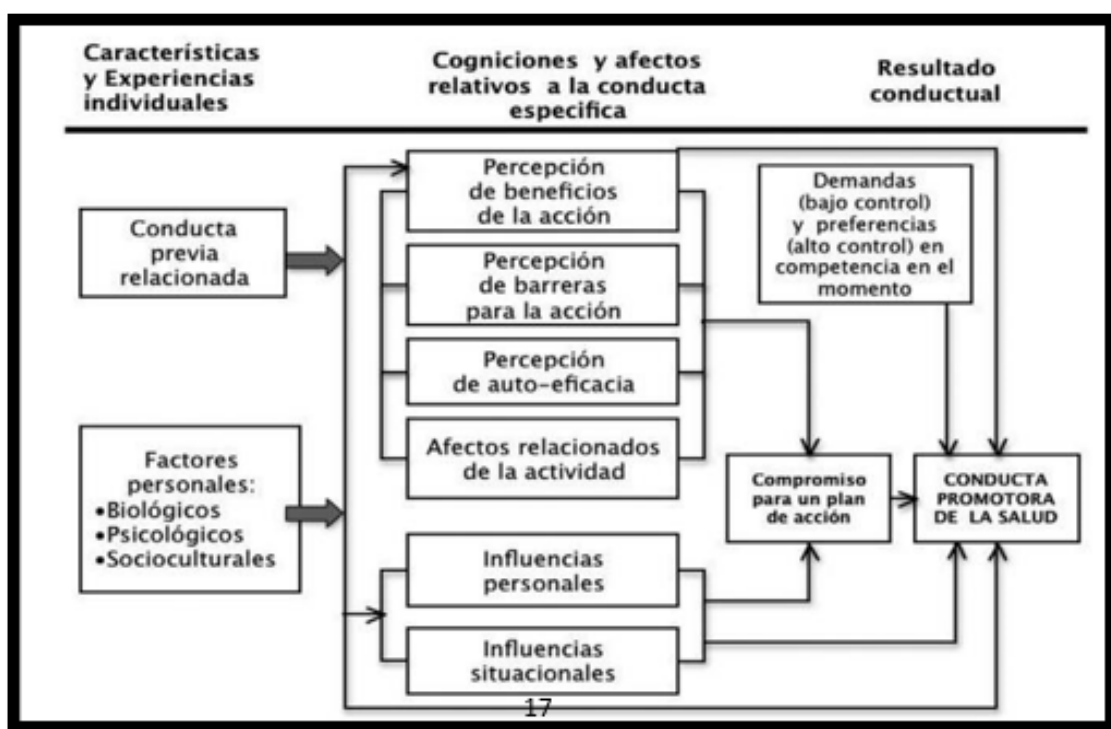 Características
y Experiencias
individuales
Cogniciones y afectos
relativos a la conducta
especifica
Resultado
conductual
Conducta
previa
relacionada
Factores
personales:
•Biológicos
•Psicológicos
•Socioculturales
Percepción
de beneficios
de la acción
Percepción
de barreras
para la acción
Percepción
de auto-eficacia
Afectos relacionados
de la actividad
Influencias
personales
Influencias
situacionales
Demandas
(bajo control)
y preferencias
(alto control) en
competencia en el
momento
Compromiso
para un plan
de acción
CONDUCTA
PROMOTORA
DE LA SALUD
17